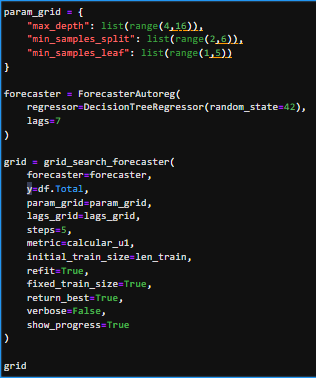 param_grid = {
"max_depth": list(range(4,16)),
"min_samples_split": list(range(2,6)),
"min_samples_leaf": list(range(1,5))
}
forecaster = ForecasterAutoreg(
regressor=DecisionTreeRegressor(random_state=42),
lags=7
)
grid = grid_search_forecaster(
forecaster=forecaster,
y=df.Total,
param_grid=param_grid,
lags_grid=lags_grid,
steps=5,
metric=calcular_u1,
initial_train_size=len_train,
refit=True,
fixed_train_size=True,
return_best=True,
verbose=False,
show_progress=True
)
grid